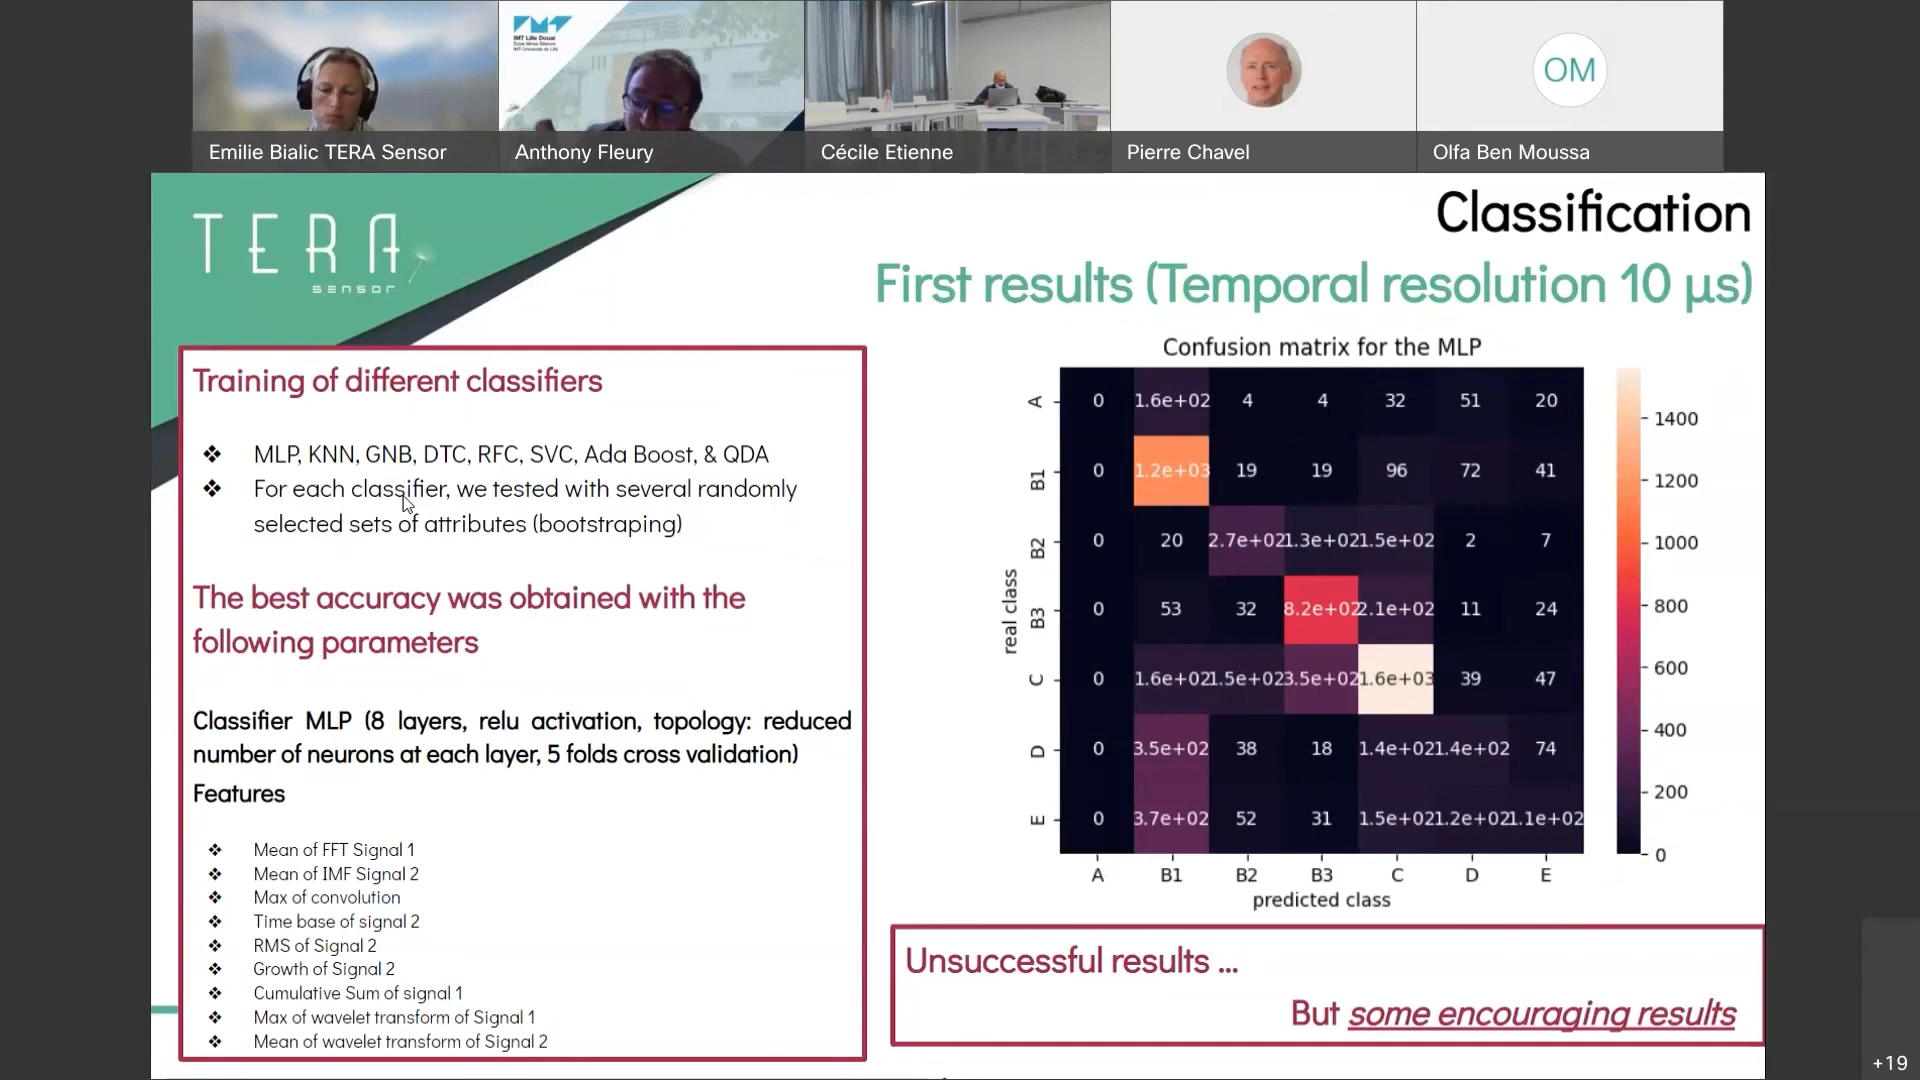 IMT Lille Douai
École Mines-Télécom
IMT-Université de Lille
Emilie Bialic TERA Sensor
Anthony Fleury
Cécile Etienne
Pierre Chavel
OM
Olfa Ben Moussa
TERA
sensor
Classification
First results (Temporal resolution 10 µs)
Training of different classifiers
❖ MLP, KNN, GNB, DTC, RFC, SVC, Ada Boost, & QDA
❖ For each classifier, we tested with several randomly
selected sets of attributes (bootstraping)
The best accuracy was obtained with the
following parameters
Classifier MLP (8 layers, relu activation, topology: reduced
number of neurons at each layer, 5 folds cross validation)
Features
❖ Mean of FFT Signal 1
❖ Mean of IMF Signal 2
❖ Max of convolution
❖ Time base of signal 2
❖ RMS of Signal 2
❖ Growth of Signal 2
❖ Cumulative Sum of signal 1
❖ Max of wavelet transform of Signal 1
❖ Mean of wavelet transform of Signal 2
Confusion matrix for the MLP
real class
A 0 1.6e+02 4 4 32 51 20
B1 0 1.2e+03 19 19 96 72 41
B2 0 20 2.7e+02 1.3e+02 1.5e+02 2 7
B3 0 53 32 8.2e+02 2.1e+02 11 24
C 0 1.6e+02 1.5e+02 3.5e+02 1.6e+03 39 47
D 0 3.5e+02 38 18 1.4e+02 1.4e+02 74
E 0 3.7e+02 52 31 1.5e+02 1.2e+02 1.1e+02
A B1 B2 B3 C D E
predicted class
1400
1200
1000
800
600
400
200
0
Unsuccessful results ...
But some encouraging results
+19